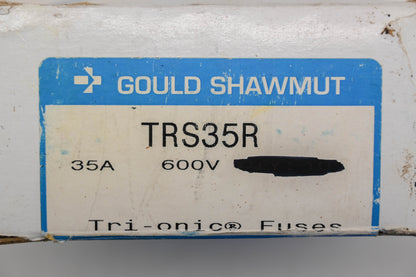 GOULD SHAWMUT
TRS35R
35A 600V
Tri-onic® Fuses